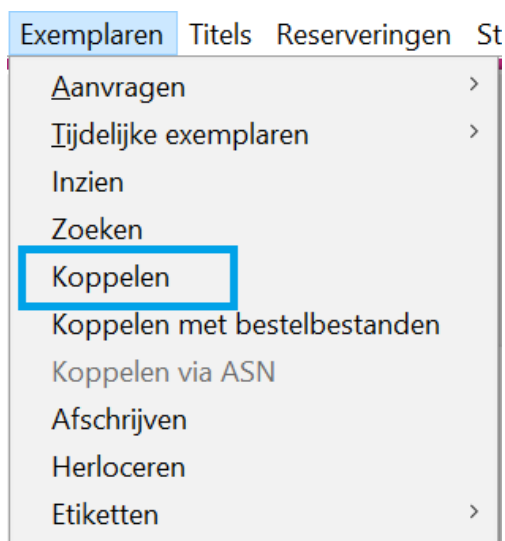 Exemplaren Titels Reserveringen St
Aanvragen
Tijdelijke exemplaren
Inzien
Zoeken
Koppelen
Koppelen met bestelbestanden
Koppelen via ASN
Afschrijven
Herloceren
Etiketten